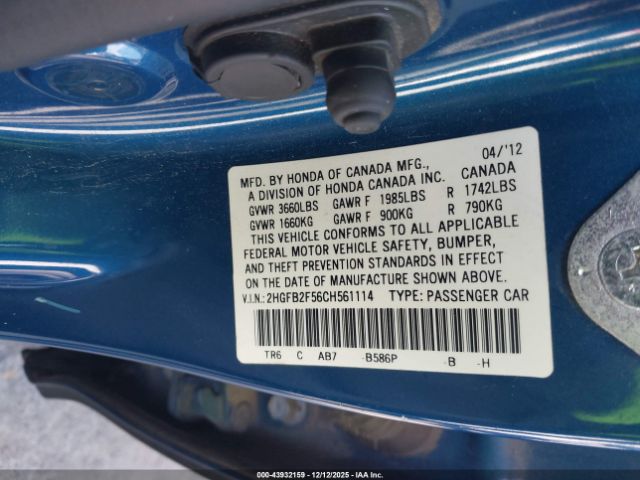 MFD. BY HONDA OF CANADA MFG., 04/'12
A DIVISION OF HONDA CANADA INC. CANADA
GVWR 3660LBS GAWR F 1985LBS R 1742LBS
GVWR 1660KG GAWR F 900KG R 790KG
THIS VEHICLE CONFORMS TO ALL APPLICABLE
FEDERAL MOTOR VEHICLE SAFETY, BUMPER,
AND THEFT PREVENTION STANDARDS IN EFFECT
ON THE DATE OF MANUFACTURE SHOWN ABOVE.
V.I.N.: 2HGFB2F56CH561114 TYPE: PASSENGER CAR
TR6 C AB7 -B586P -B -H
000-43932159 | 12/12/2025 - IAA Inc.